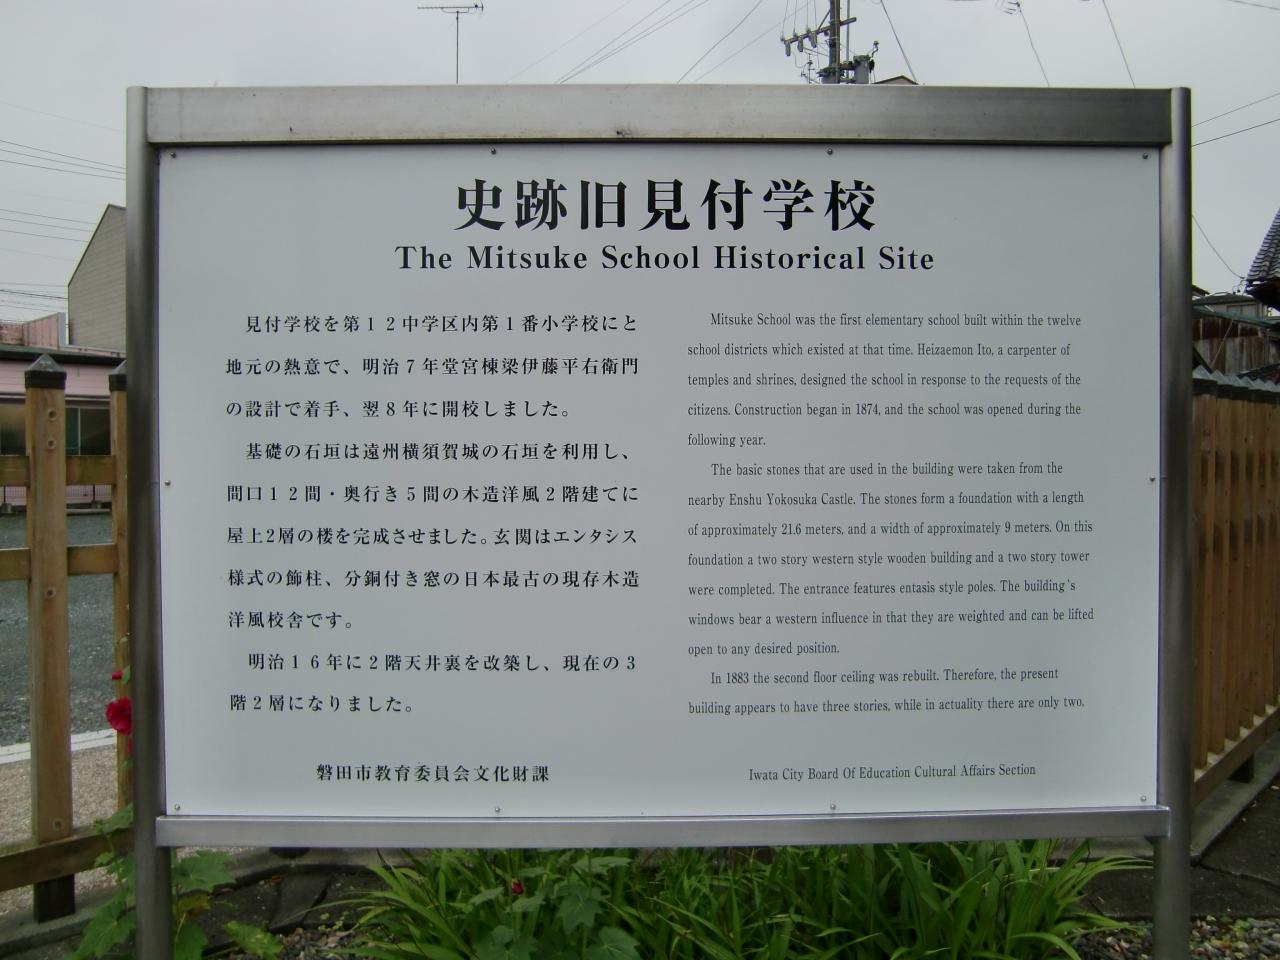 史跡旧見付学校
The Mitsuke School Historical Site
見付学校を第12中学区内第1番小学校にと
地元の熱意で、明治7年堂宮棟梁伊藤平右衛門
の設計で着手、翌8年に開校しました。
基礎の石垣は遠州横須賀城の石垣を利用し、
間口12間・奥行き5間の木造洋風2階建てに
屋上2層の楼を完成させました。玄関はエンタシス
様式の飾柱、分銅付き窓の日本最古の現存木造
洋風校舎です。
明治16年に2階天井裏を改築し、現在の3
階2層になりました。
磐田市教育委員会文化財課
Mitsuke School was the first elementary school built within the twelve
school districts which existed at that time. Heizaemon Ito, a carpenter of
temples and shrines, designed the school in response to the requests of the
citizens. Construction began in 1874, and the school was opened during the
following year.
The basic stones that are used in the building were taken from the
nearby Enshu Yokosuka Castle. The stones form a foundation with a length
of approximately 21.6 meters, and a width of approximately 9 meters. On this
foundation a two story western style wooden building and a two story tower
were completed. The entrance features entasis style poles. The building's
windows bear a western influence in that they are weighted and can be lifted
open to any desired position.
In 1883 the second floor ceiling was rebuilt. Therefore, the present
building appears to have three stories, while in actuality there are only two.
Iwata City Board Of Education Cultural Affairs Section